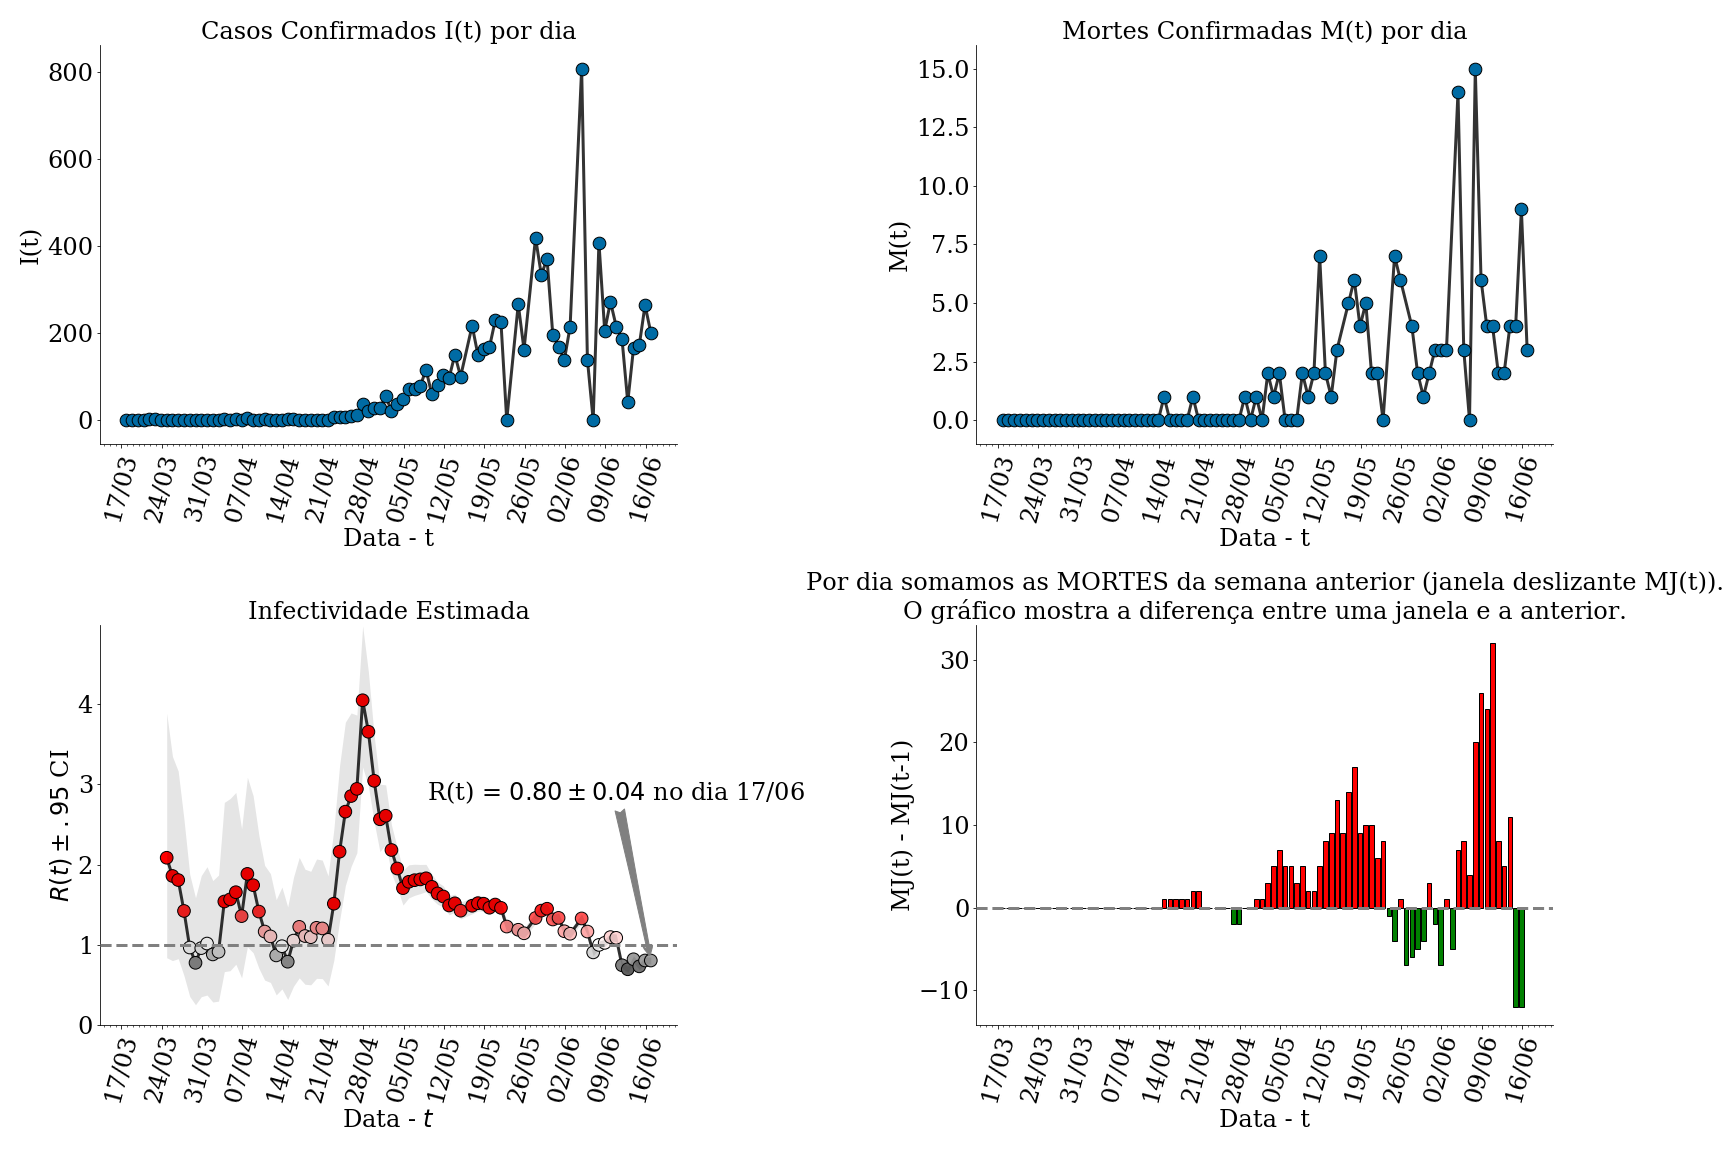 Casos Confirmados I(t) por dia
I(t)
800
600
400
200
0
17/03 24/03 31/03 07/04 14/04 21/04 28/04 05/05 12/05 19/05 26/05 02/06 09/06 16/06
Data - t
Mortes Confirmadas M(t) por dia
M(t)
15.0
12.5
10.0
7.5
5.0
2.5
0.0
17/03 24/03 31/03 07/04 14/04 21/04 28/04 05/05 12/05 19/05 26/05 02/06 09/06 16/06
Data - t
Infectividade Estimada
R(t) ± .95 CI
4
3
2
1
0
R(t) = 0.80 ± 0.04 no dia 17/06
17/03 24/03 31/03 07/04 14/04 21/04 28/04 05/05 12/05 19/05 26/05 02/06 09/06 16/06
Data - t
Por dia somamos as MORTES da semana anterior (janela deslizante MJ(t)).
O gráfico mostra a diferença entre uma janela e a anterior.
MJ(t) - MJ(t-1)
30
20
10
0
−10
17/03 24/03 31/03 07/04 14/04 21/04 28/04 05/05 12/05 19/05 26/05 02/06 09/06 16/06
Data - t